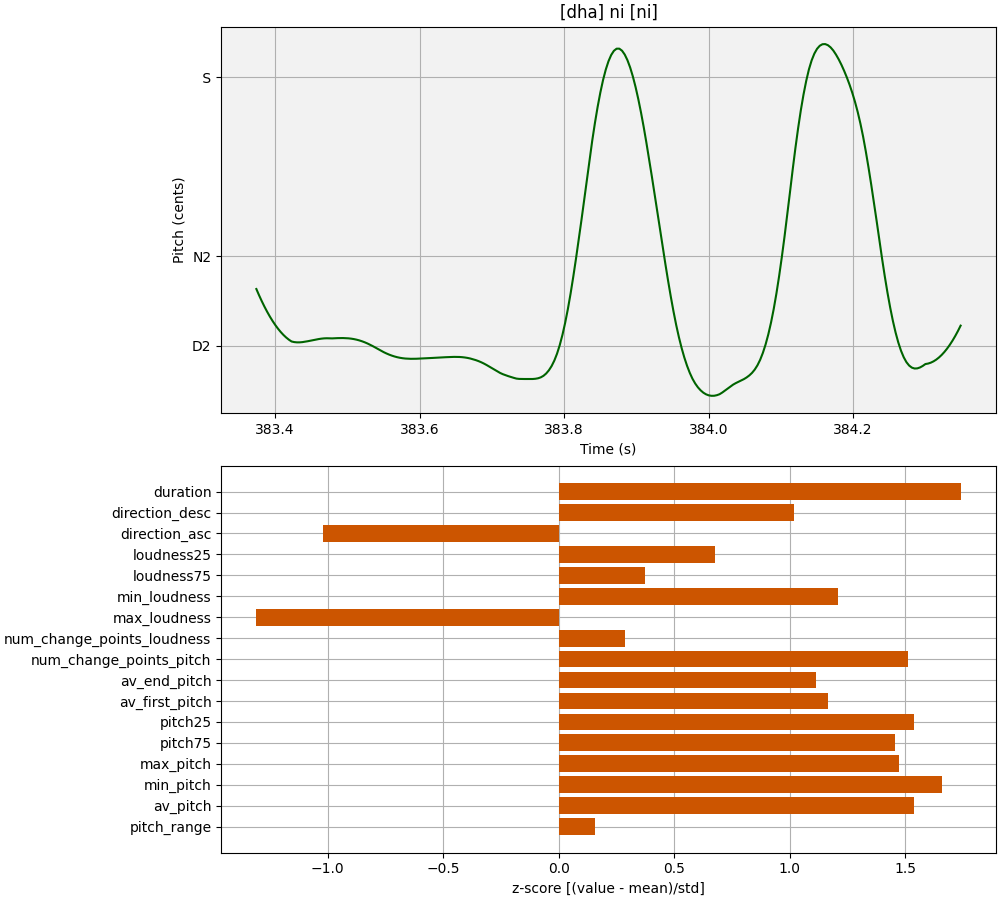 [dha] ni [ni]
S
N2
D2
Pitch (cents)
383.4 383.6 383.8 384.0 384.2
Time (s)
duration
direction_desc
direction_asc
loudness25
loudness75
min_loudness
max_loudness
num_change_points_loudness
num_change_points_pitch
av_end_pitch
av_first_pitch
pitch25
pitch75
max_pitch
min_pitch
av_pitch
pitch_range
−1.0 −0.5 0.0 0.5 1.0 1.5
z-score [(value - mean)/std]